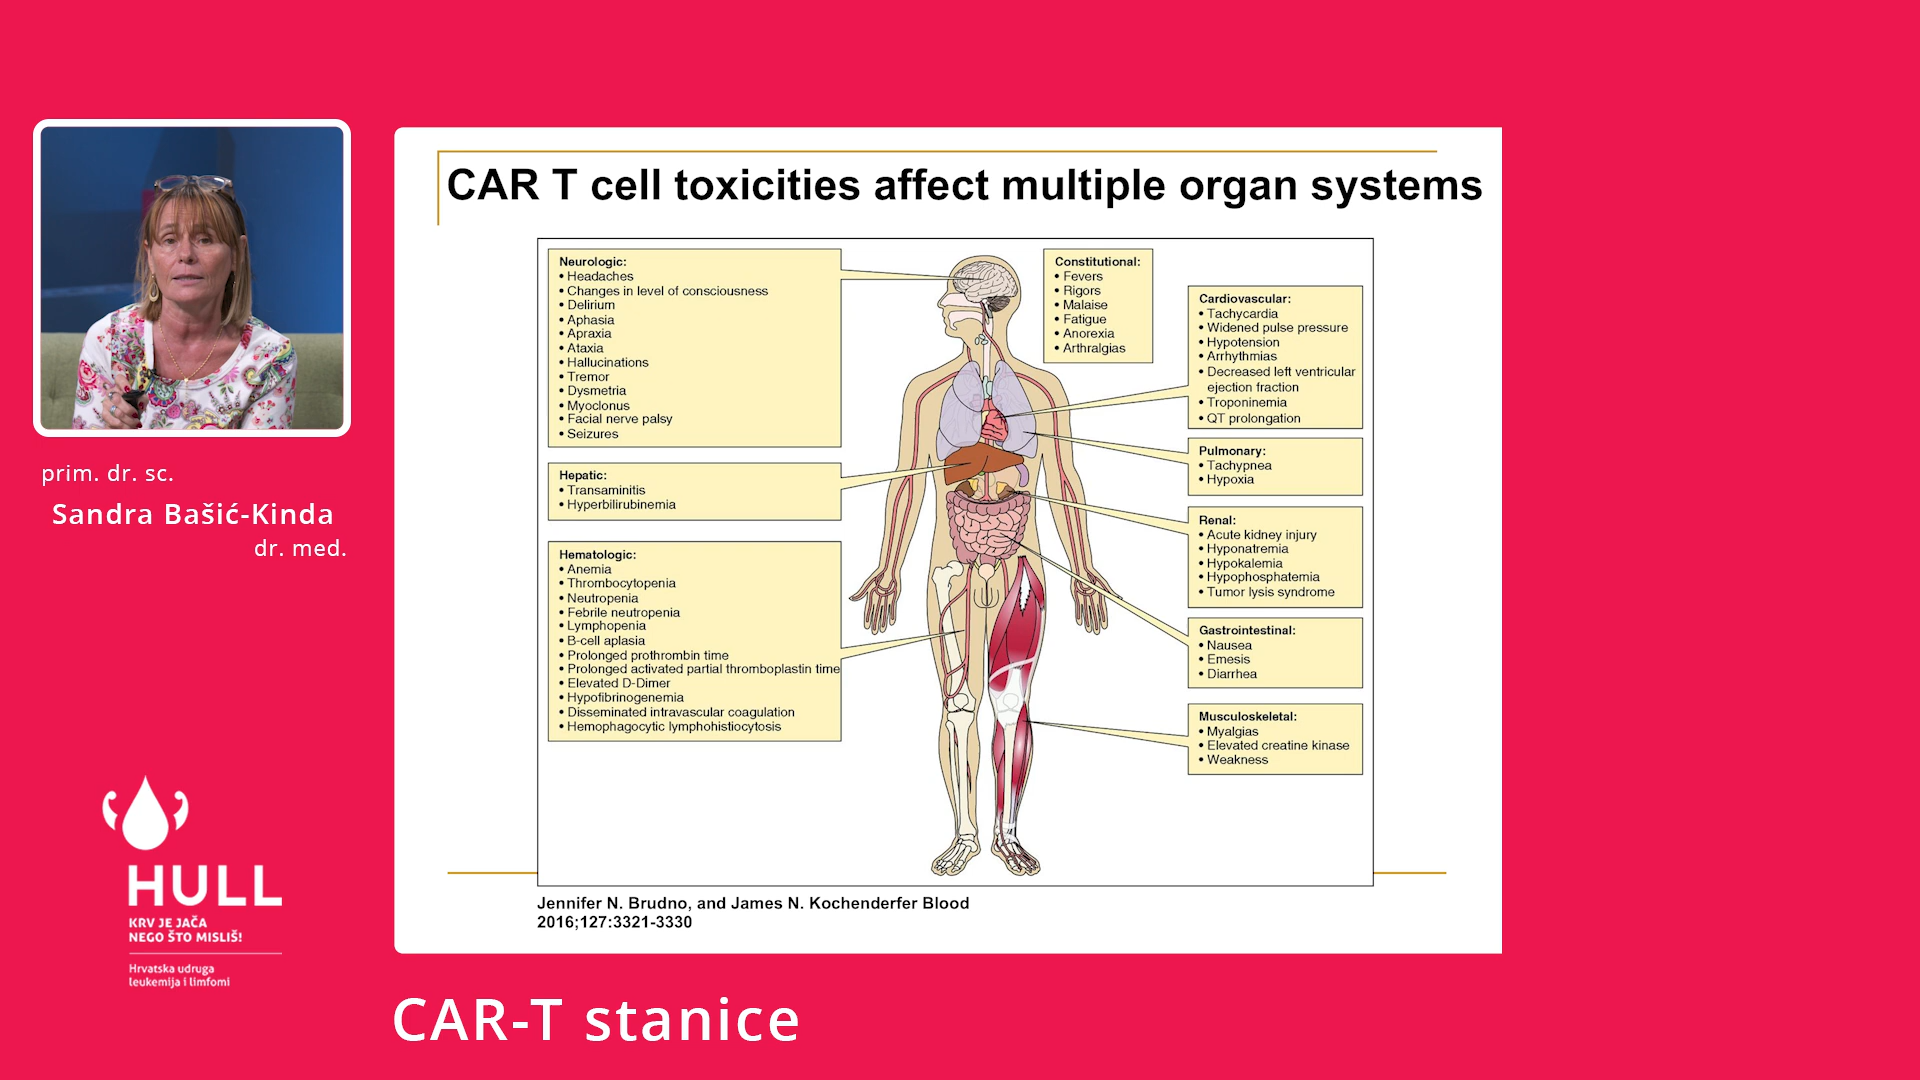 prim. dr. sc.
Sandra Bašić-Kinda
dr. med.
HULL
KRV JE JAČA
NEGO ŠTO MISLIŠ!
Hrvatska udruga
leukemija i limfomi
CAR T cell toxicities affect multiple organ systems
Neurologic:
• Headaches
• Changes in level of consciousness
• Delirium
• Aphasia
• Apraxia
• Ataxia
• Hallucinations
• Tremor
• Dysmetria
• Myoclonus
• Facial nerve palsy
• Seizures
Hepatic:
• Transaminitis
• Hyperbilirubinemia
Hematologic:
• Anemia
• Thrombocytopenia
• Neutropenia
• Febrile neutropenia
• Lymphopenia
• B-cell aplasia
• Prolonged prothrombin time
• Prolonged activated partial thromboplastin time
• Elevated D-Dimer
• Hypofibrinogenemia
• Disseminated intravascular coagulation
• Hemophagocytic lymphohistiocytosis
Constitutional:
• Fevers
• Rigors
• Malaise
• Fatigue
• Anorexia
• Arthralgias
Cardiovascular:
• Tachycardia
• Widened pulse pressure
• Hypotension
• Arrhythmias
• Decreased left ventricular
ejection fraction
• Troponinemia
• QT prolongation
Pulmonary:
• Tachypnea
• Hypoxia
Renal:
• Acute kidney injury
• Hyponatremia
• Hypokalemia
• Hypophosphatemia
• Tumor lysis syndrome
Gastrointestinal:
• Nausea
• Emesis
• Diarrhea
Musculoskeletal:
• Myalgias
• Elevated creatine kinase
• Weakness
Jennifer N. Brudno, and James N. Kochenderfer Blood
2016;127:3321-3330
CAR-T stanice